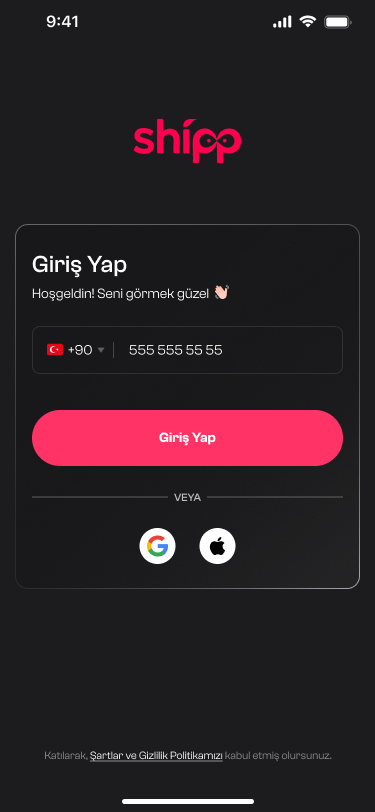 9:41
shipp
Giriş Yap
Hoşgeldin! Seni görmek güzel 👋🏻
+90 555 555 55 55
Giriş Yap
VEYA
Katılarak, Şartlar ve Gizlilik Politikamızı kabul etmiş olursunuz.